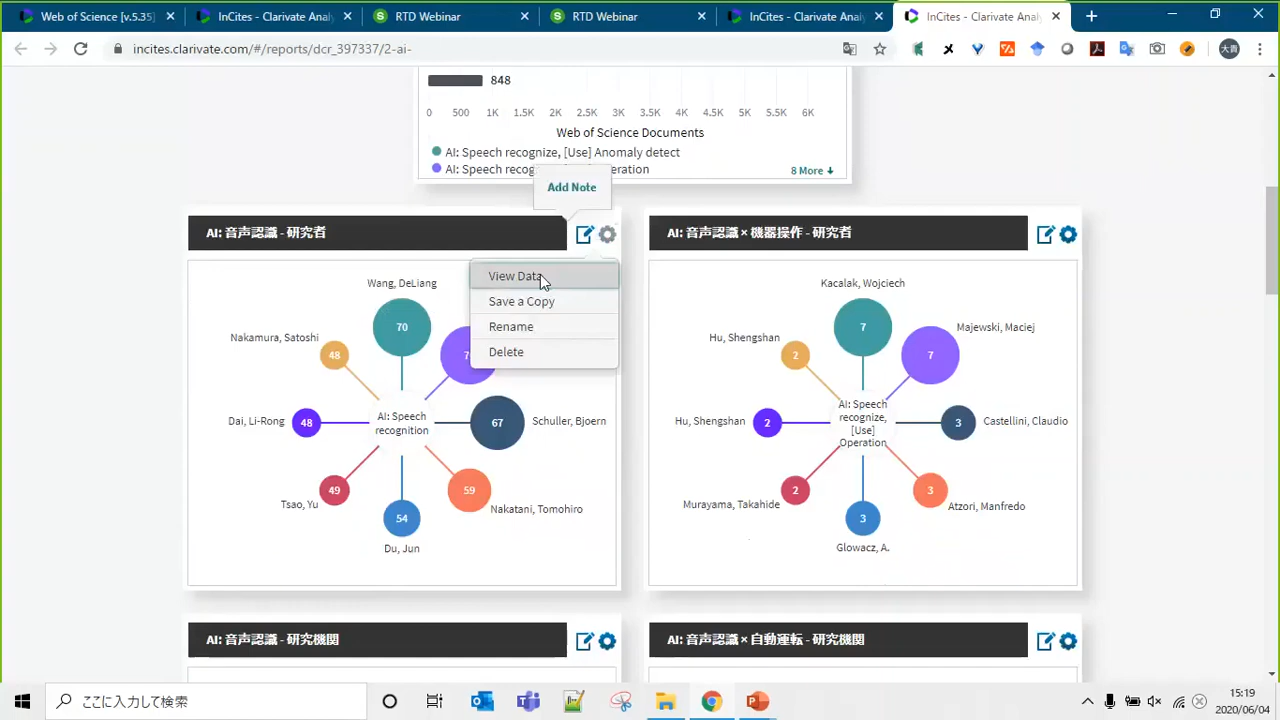 Web of Science [v.5.35]
InCites - Clarivate Analy
RTD Webinar
RTD Webinar
InCites - Clarivate Analy
InCites - Clarivate Analy
incites.clarivate.com/#/reports/dcr_397337/2-ai-
大貫
848
0 500 1K 1.5K 2K 2.5K 3K 3.5K 4K 4.5K 5K 5.5K 6K
Web of Science Documents
AI: Speech recognize, [Use] Anomaly detect
8 More
Add Note
AI: 音声認識 - 研究者
View Data
Save a Copy
Rename
Delete
Wang, DeLiang
70
Nakamura, Satoshi
48
Dai, Li-Rong
48
AI: Speech
recognition
67
Schuller, Bjoern
Tsao, Yu
49
59
Nakatani, Tomohiro
54
Du, Jun
AI: 音声認識 × 機器操作 - 研究者
Kacalak, Wojciech
7
Hu, Shengshan
2
7
Majewski, Maciej
Hu, Shengshan
2
AI: Speech
recognize,
[Use]
Operation
3
Castellini, Claudio
Murayama, Takahide
2
3
Atzori, Manfredo
3
Glowacz, A.
AI: 音声認識 - 研究機関
AI: 音声認識 × 自動運転 - 研究機関
ここに入力して検索
15:19
2020/06/04